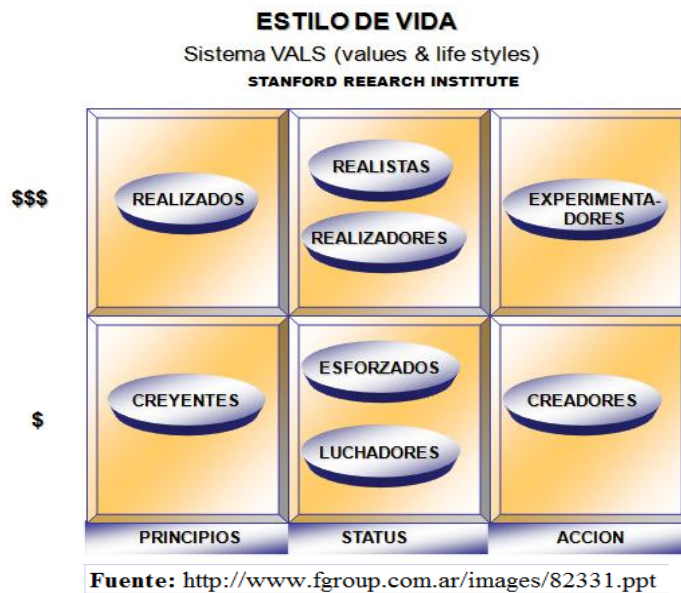 ESTILO DE VIDA
Sistema VALS (values & life styles)
STANFORD REEARCH INSTITUTE
$$$
REALIZADOS
REALISTAS
REALIZADORES
EXPERIMENTA-
DORES
$
CREYENTES
ESFORZADOS
LUCHADORES
CREADORES
PRINCIPIOS
STATUS
ACCION
Fuente: http://www.fgroup.com.ar/images/82331.ppt